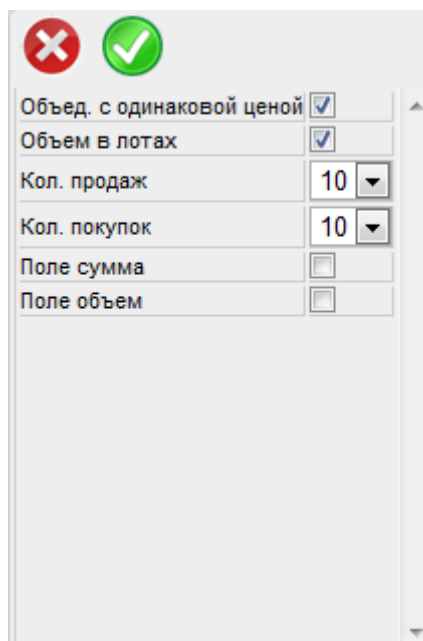 Объед. с одинаковой ценой
Объем в лотах
Кол. продаж 10
Кол. покупок 10
Поле сумма
Поле объем